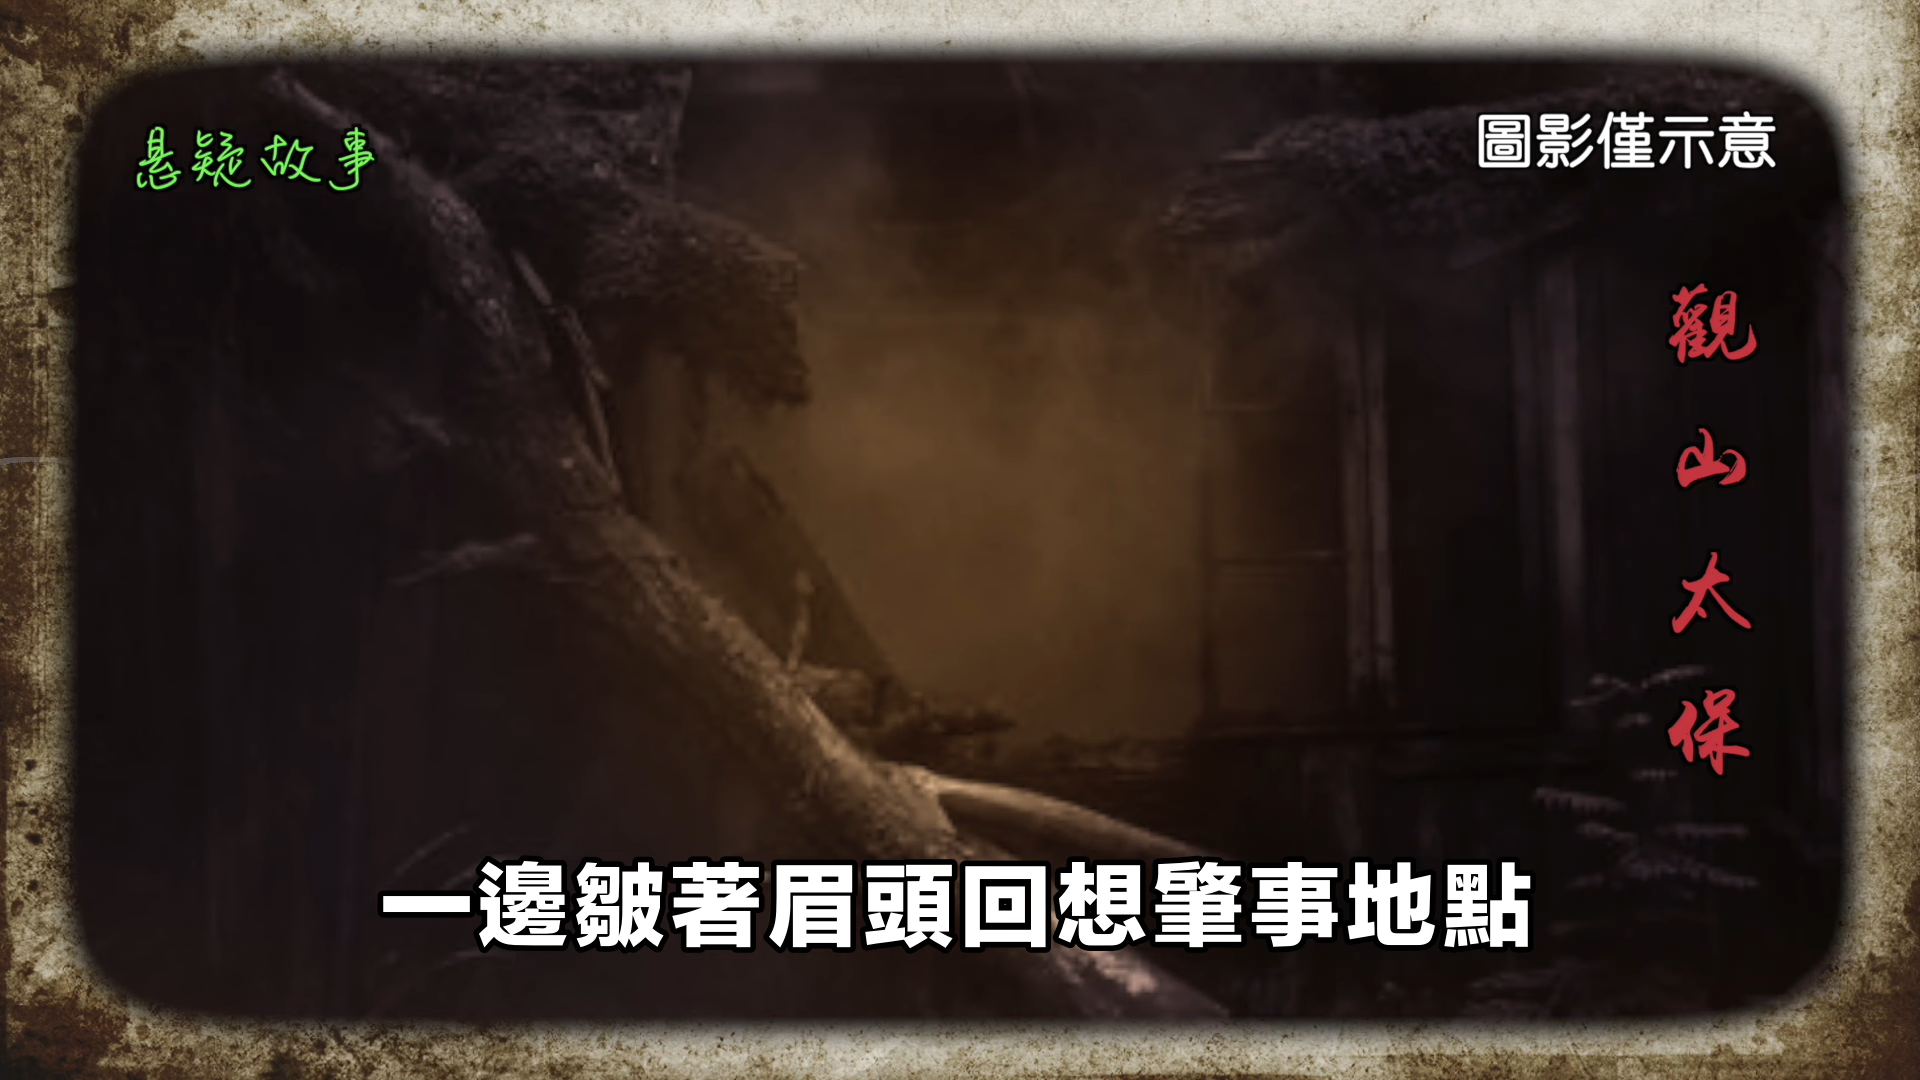 悬疑故事
圖影僅示意
觀山太保
一邊皺著眉頭回想肇事地點